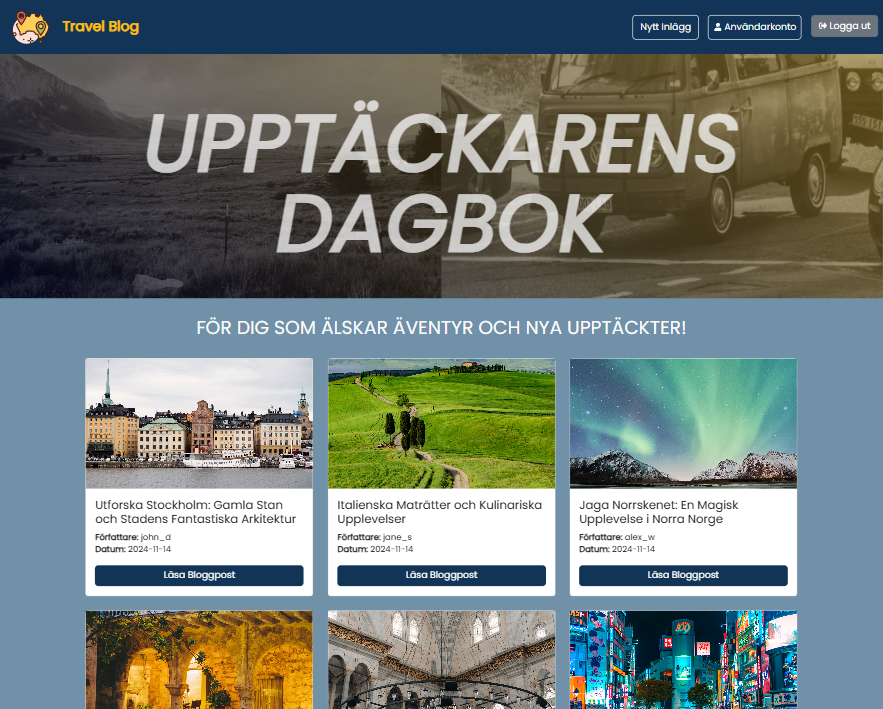 Travel Blog
Nytt Inlägg
Användarkonto
Logga ut
UPPTÄCKARENS
DAGBOK
FÖR DIG SOM ÄLSKAR ÄVENTYR OCH NYA UPPTÄCKTER!
Utforska Stockholm: Gamla Stan
och Stadens Fantastiska Arkitektur
Författare: john_d
Datum: 2024-11-14
Läsa Bloggpost
Italienska Maträtter och Kulinariska
Upplevelser
Författare: jane_s
Datum: 2024-11-14
Läsa Bloggpost
Jaga Norrskenet: En Magisk
Upplevelse i Norra Norge
Författare: alex_w
Datum: 2024-11-14
Läsa Bloggpost